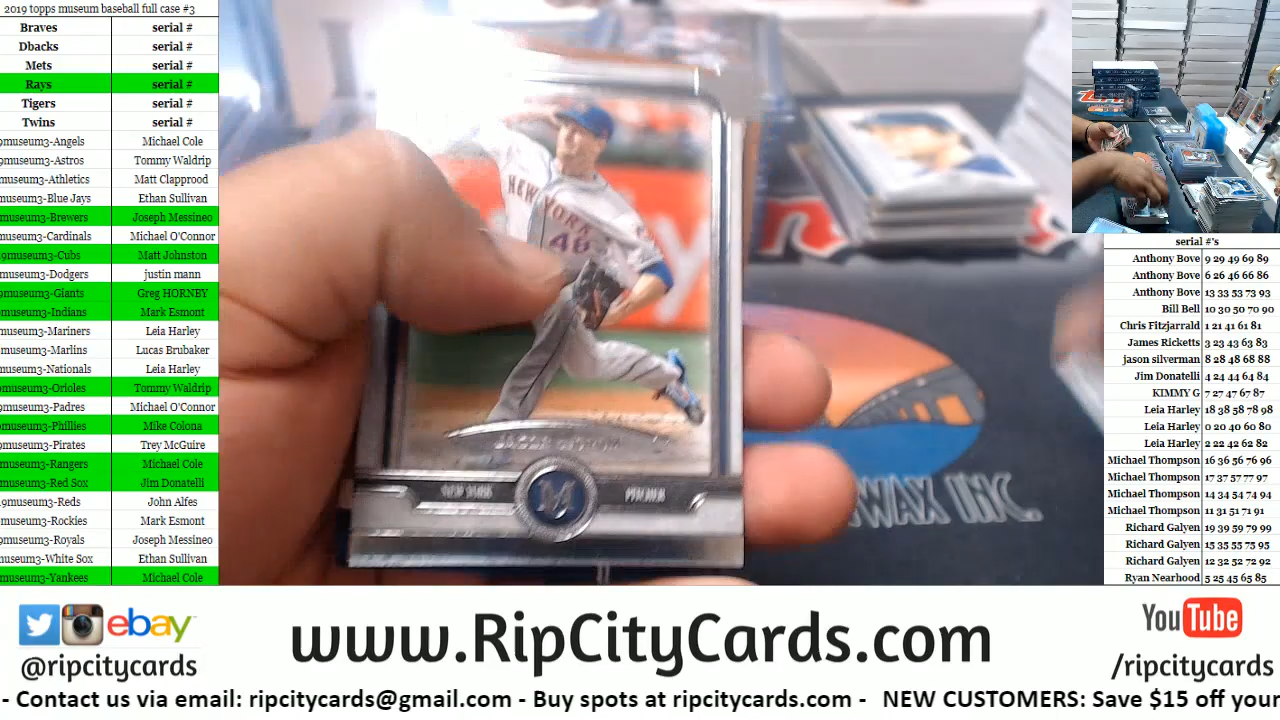 2019 topps museum baseball full case #3
Braves serial #
Dbacks serial #
Mets serial #
Rays serial #
Tigers serial #
Twins serial #
9museum3-Angels Michael Cole
9museum3-Astros Tommy Waldrip
museum3-Athletics Matt Clapprood
museum3-Blue Jays Ethan Sullivan
museum3-Brewers Joseph Messineo
museum3-Cardinals Michael O'Connor
9museum3-Cubs Matt Johnston
museum3-Dodgers justin mann
museum3-Giants Greg HORNBY
museum3-Indians Mark Esmont
museum3-Mariners Leia Harley
museum3-Marlins Lucas Brubaker
museum3-Nationals Leia Harley
museum3-Orioles Tommy Waldrip
museum3-Padres Michael O'Connor
museum3-Phillies Mike Colona
museum3-Pirates Trey McGuire
museum3-Rangers Michael Cole
museum3-Red Sox Jim Donatelli
9museum3-Reds John Alfes
museum3-Rockies Mark Esmont
museum3-Royals Joseph Messineo
museum3-White Sox Ethan Sullivan
museum3-Yankees Michael Cole
NEW YORK
48
NEW YORK M PITCHER
WAX INC.
serial #'s
Anthony Bove 9 29 49 69 89
Anthony Bove 6 26 46 66 86
Anthony Bove 13 33 53 73 93
Bill Bell 10 30 50 70 90
Chris Fitzjarrald 1 21 41 61 81
James Ricketts 3 23 43 63 83
jason silverman 8 28 48 68 88
Jim Donatelli 4 24 44 64 84
KIMMY G 7 27 47 67 87
Leia Harley 18 38 58 78 98
Leia Harley 0 20 40 60 80
Leia Harley 2 22 42 62 82
Michael Thompson 16 36 56 76 96
Michael Thompson 17 37 57 77 97
Michael Thompson 14 34 54 74 94
Michael Thompson 11 31 51 71 91
Richard Galyen 19 39 59 79 99
Richard Galyen 15 35 55 75 95
Richard Galyen 12 32 52 72 92
Ryan Nearhood 5 25 45 65 85
ebay
@ripcitycards
www.RipCityCards.com
YouTube
/ripcitycards
- Contact us via email: ripcitycards@gmail.com - Buy spots at ripcitycards.com - NEW CUSTOMERS: Save $15 off your